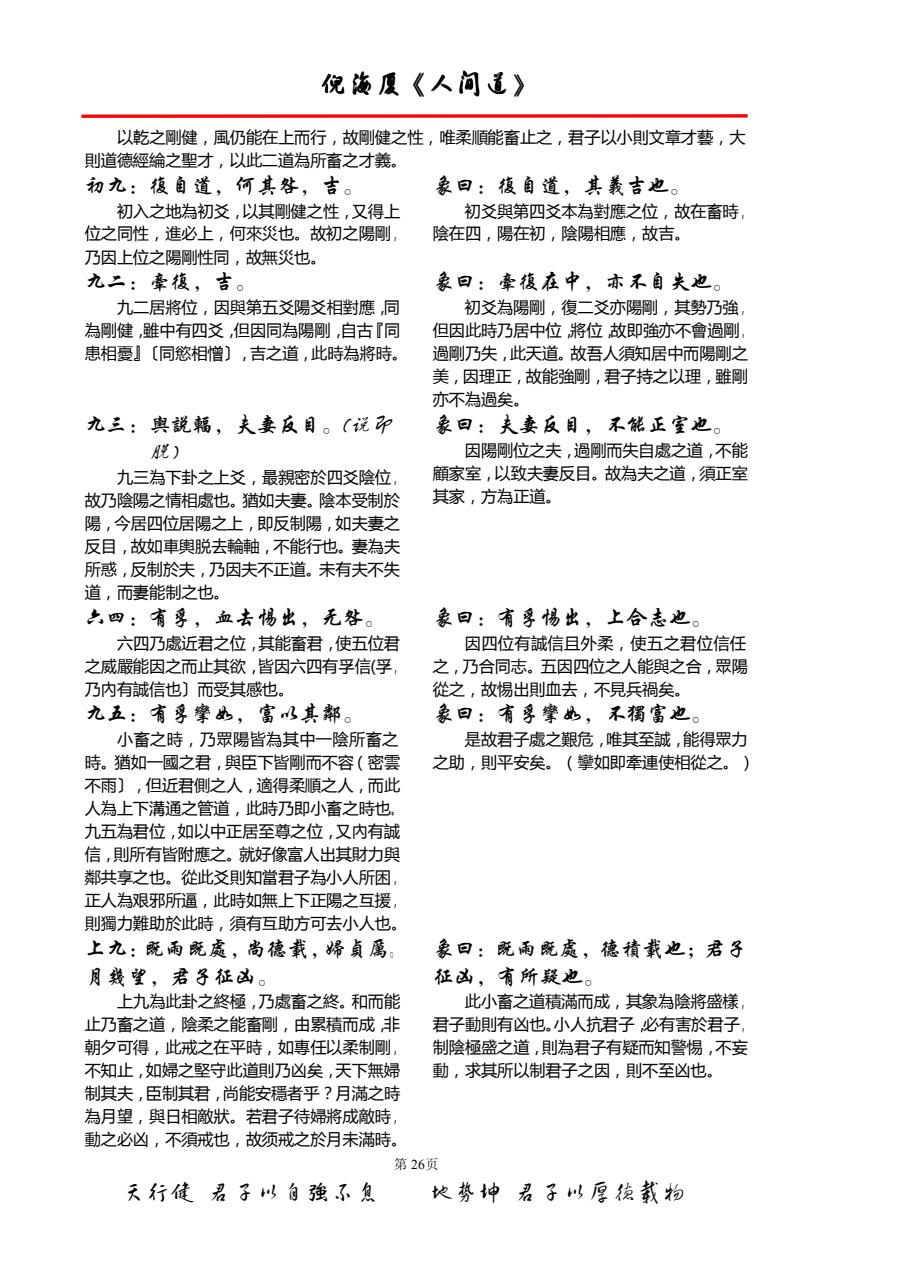 倪海厦《人间道》
以乾之剛健，風仍能在上而行，故剛健之性，唯柔順能畜止之，君子以小則文章才藝，大
則道德經綸之聖才，以此二道為所畜之才義。
初九：復自道，何其咎，吉。
初入之地為初爻，以其剛健之性，又得上
位之同性，進必上，何來災也。故初之陽剛，
乃因上位之陽剛性同，故無災也。
象曰：復自道，其義吉也。
初爻與第四爻本為對應之位，故在畜時，
陰在四，陽在初，陰陽相應，故吉。
九二：牽復，吉。
九二居將位，因與第五爻陽爻相對應，同
為剛健，雖中有四爻，但因同為陽剛，自古『同
患相憂』〔同慾相憎〕，吉之道，此時為將時。
象曰：牽復在中，亦不自失也。
初爻為陽剛，復二爻亦陽剛，其勢乃強，
但因此時乃居中位，將位，故即強亦不會過剛，
過剛乃失，此天道。故吾人須知居中而陽剛之
美，因理正，故能強剛，君子持之以理，雖剛
亦不為過矣。
九三：輿說輻，夫妻反目。(说即
脱)
九三為下卦之上爻，最親密於四爻陰位，
故乃陰陽之情相處也。猶如夫妻。陰本受制於
陽，今居四位居陽之上，即反制陽，如夫妻之
反目，故如車輿脫去輪軸，不能行也。妻為夫
所惑，反制於夫，乃因夫不正道。未有夫不失
道，而妻能制之也。
象曰：夫妻反目，不能正室也。
因陽剛位之夫，過剛而失自處之道，不能
顧家室，以致夫妻反目。故為夫之道，須正室
其家，方為正道。
六四：有孚，血去惕出，无咎。
六四乃處近君之位，其能畜君，使五位君
之威嚴能因之而止其欲，皆因六四有孚信(孚，
乃內有誠信也〕而受其感也。
象曰：有孚惕出，上合志也。
因四位有誠信且外柔，使五之君位信任
之，乃合同志。五因四位之人能與之合，眾陽
從之，故惕出則血去，不見兵禍矣。
九五：有孚攣如，富以其鄰。
小畜之時，乃眾陽皆為其中一陰所畜之
時。猶如一國之君，與臣下皆剛而不容（密雲
不雨〕，但近君側之人，適得柔順之人，而此
人為上下溝通之管道，此時乃即小畜之時也。
九五為君位，如以中正居至尊之位，又內有誠
信，則所有皆附應之。就好像富人出其財力與
鄰共享之也。從此爻則知當君子為小人所困，
正人為艰邪所逼，此時如無上下正陽之互援，
則獨力難助於此時，須有互助方可去小人也。
象曰：有孚攣如，不獨富也。
是故君子處之艱危，唯其至誠，能得眾力
之助，則平安矣。（攣如即牽連使相從之。）
上九：既雨既處，尚德載，婦貞厲。
月幾望，君子征凶。
上九為此卦之終極，乃處畜之終。和而能
止乃畜之道，陰柔之能畜剛，由累積而成，非
朝夕可得，此戒之在平時，如專任以柔制剛，
不知止，如婦之堅守此道則乃凶矣，天下無婦
制其夫，臣制其君，尚能安穩者乎？月滿之時
為月望，與日相敵狀。若君子待婦將成敵時，
動之必凶，不須戒也，故须戒之於月未滿時。
象曰：既雨既處，德積載也；君子
征凶，有所疑也。
此小畜之道積滿而成，其象為陰將盛樣，
君子動則有凶也。小人抗君子，必有害於君子，
制陰極盛之道，則為君子有疑而知警惕，不妄
動，求其所以制君子之因，則不至凶也。
第 26页
天行健 君子以自強不息 地势坤 君子以厚德載物